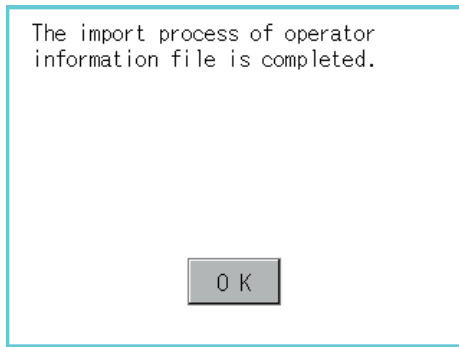 The import process of operator
information file is completed.
OK